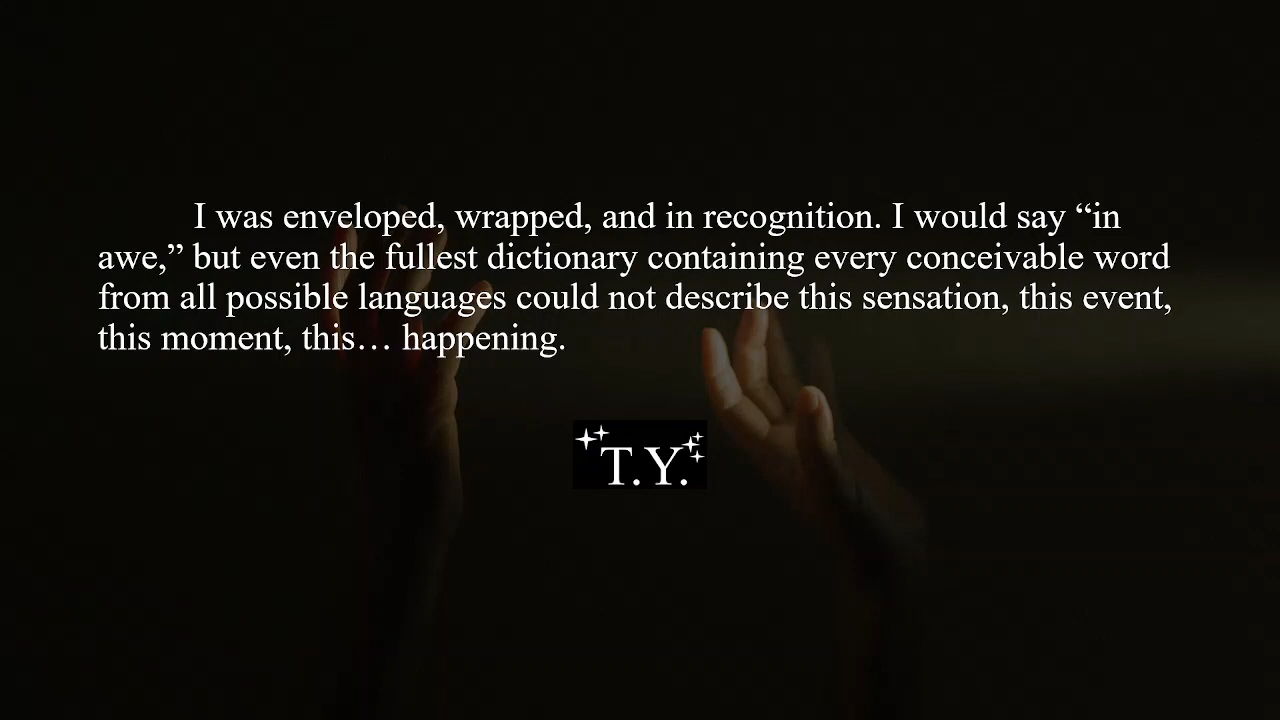 I was enveloped, wrapped, and in recognition. I would say “in
awe,” but even the fullest dictionary containing every conceivable word
from all possible languages could not describe this sensation, this event,
this moment, this… happening.
T.Y.